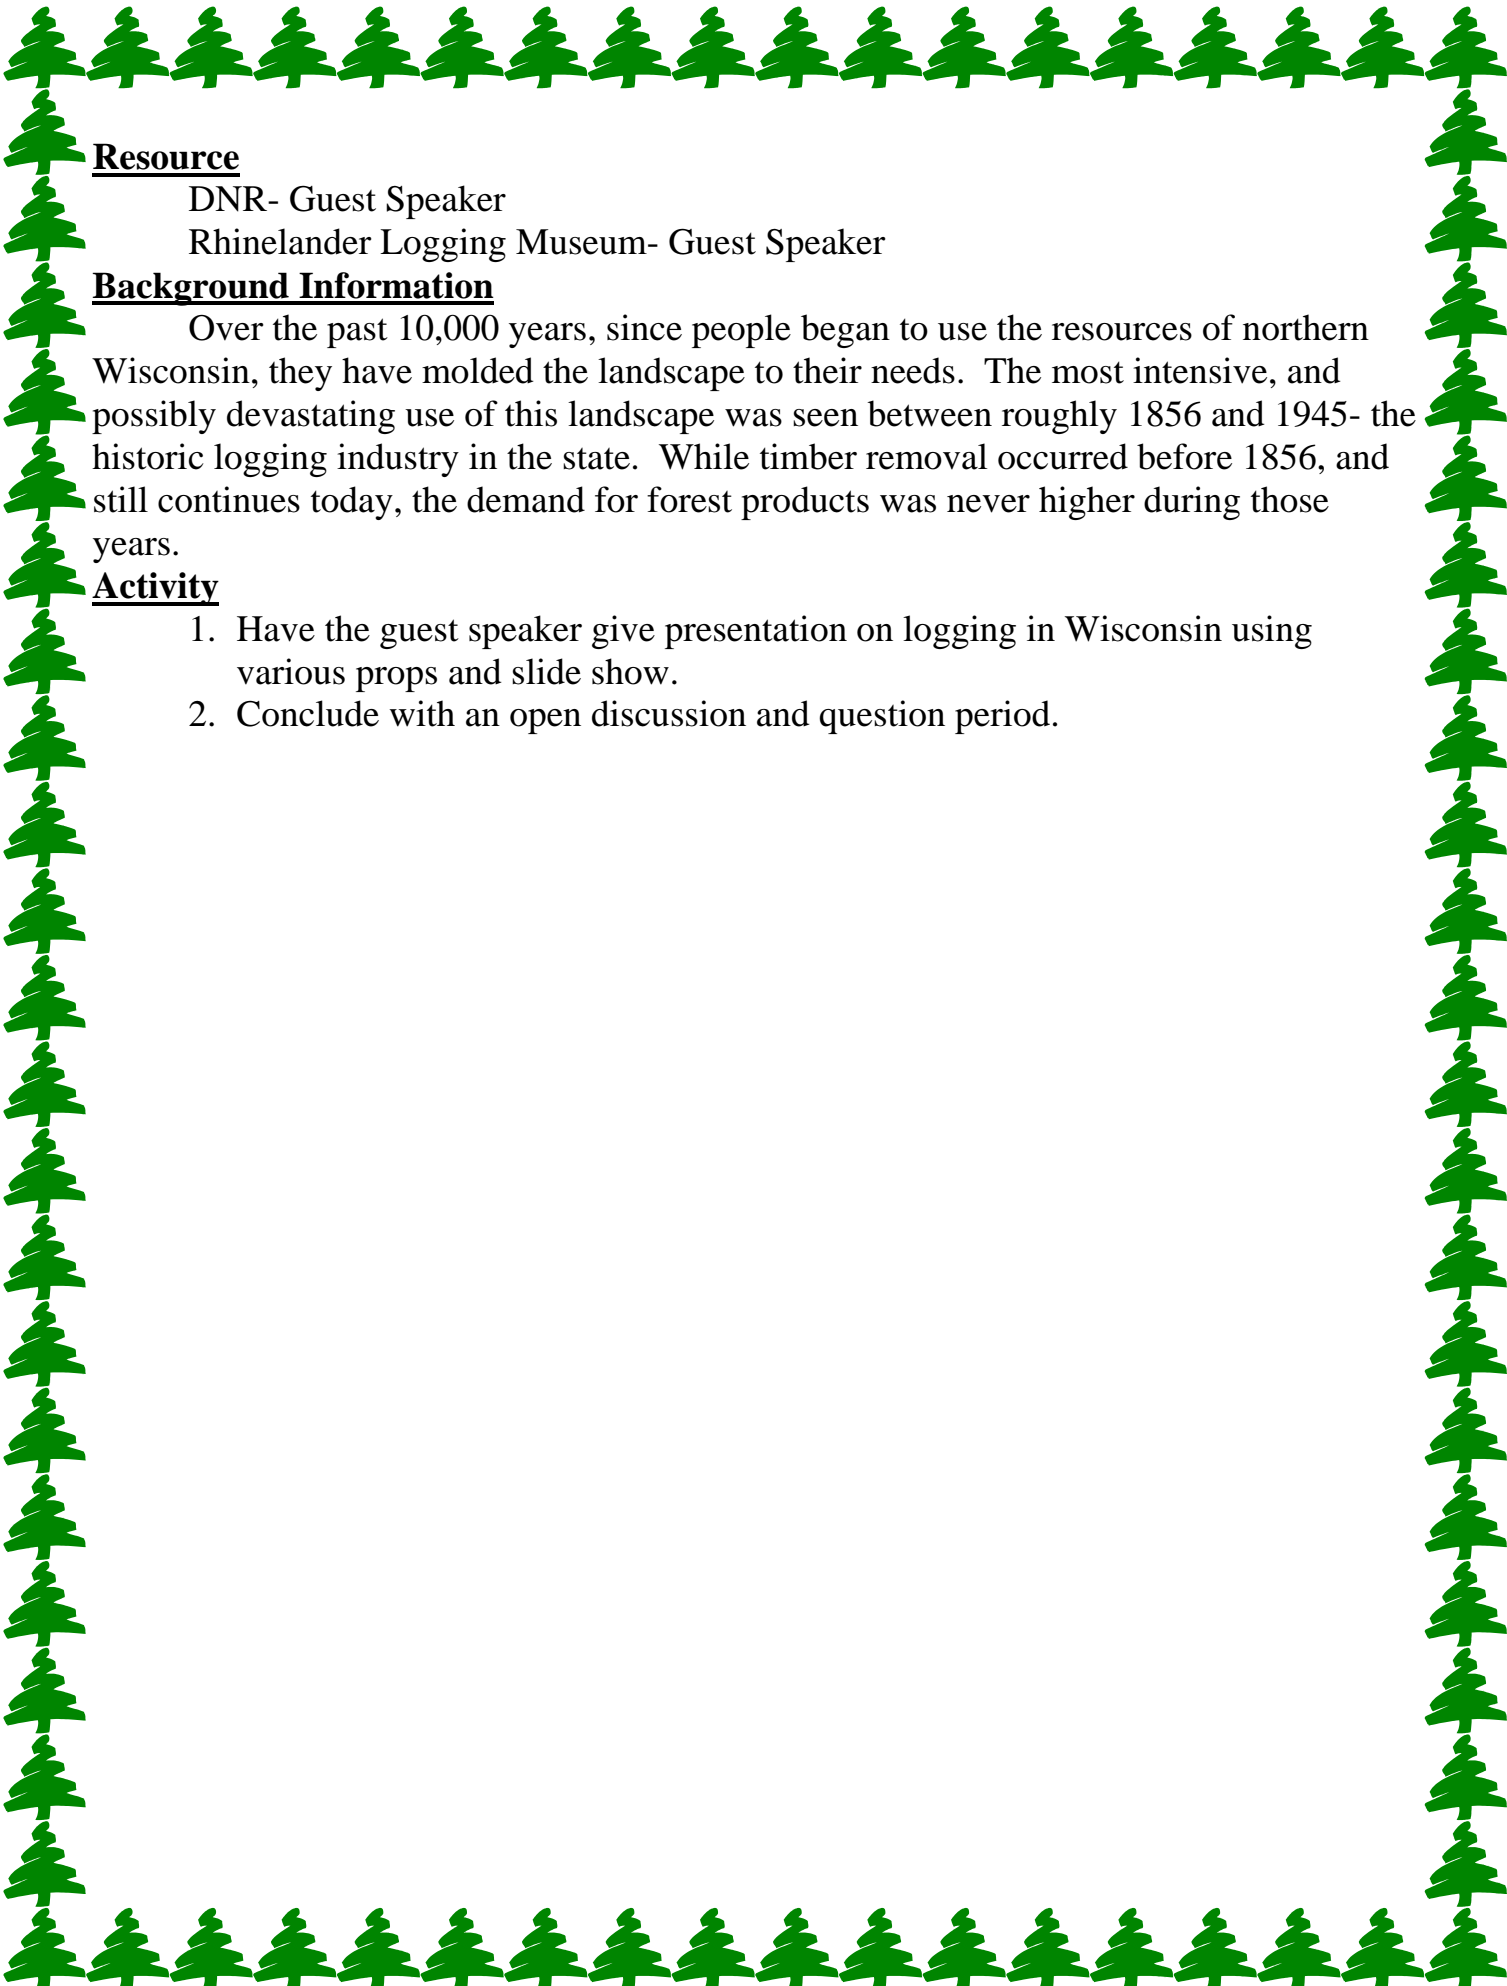 Resource
DNR- Guest Speaker
Rhinelander Logging Museum- Guest Speaker
Background Information
Over the past 10,000 years, since people began to use the resources of northern
Wisconsin, they have molded the landscape to their needs.  The most intensive, and
possibly devastating use of this landscape was seen between roughly 1856 and 1945- the
historic logging industry in the state.  While timber removal occurred before 1856, and
still continues today, the demand for forest products was never higher during those
years.
Activity
1. Have the guest speaker give presentation on logging in Wisconsin using
various props and slide show.
2. Conclude with an open discussion and question period.